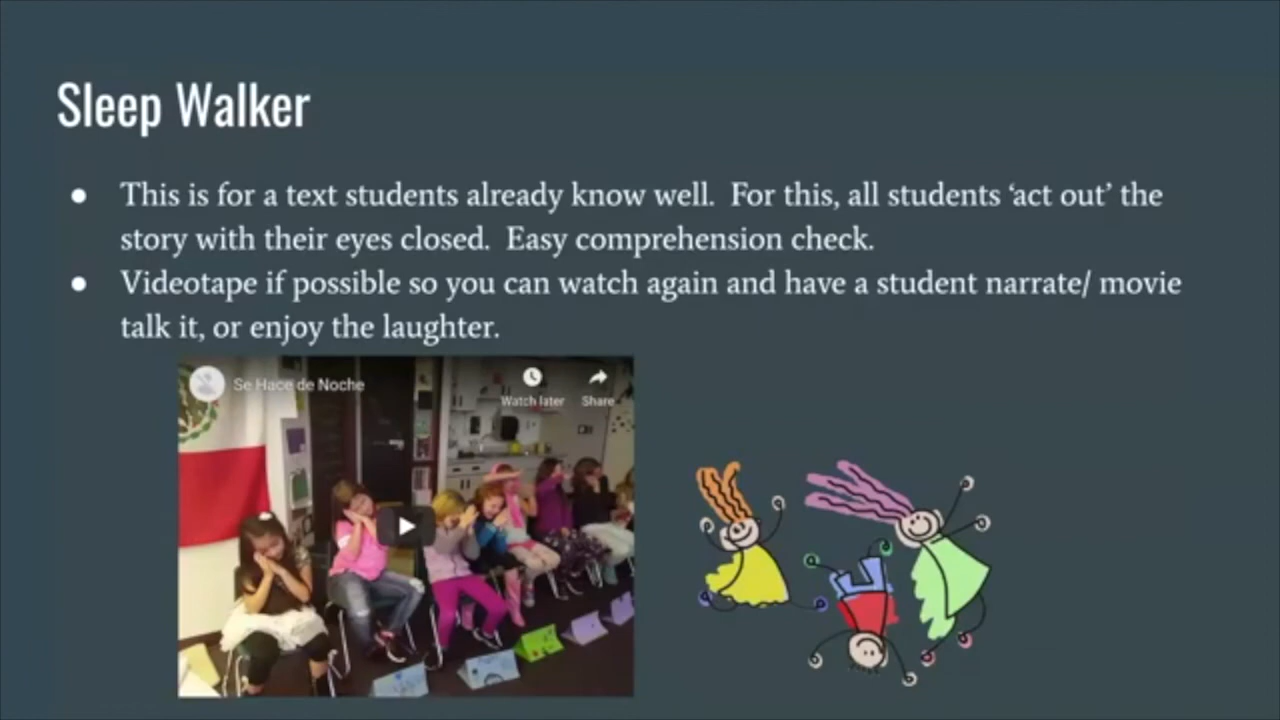 Sleep Walker
● This is for a text students already know well.  For this, all students ‘act out’ the
story with their eyes closed.  Easy comprehension check.
● Videotape if possible so you can watch again and have a student narrate/ movie
talk it, or enjoy the laughter.
Se Hace de Noche
Watch later
Share